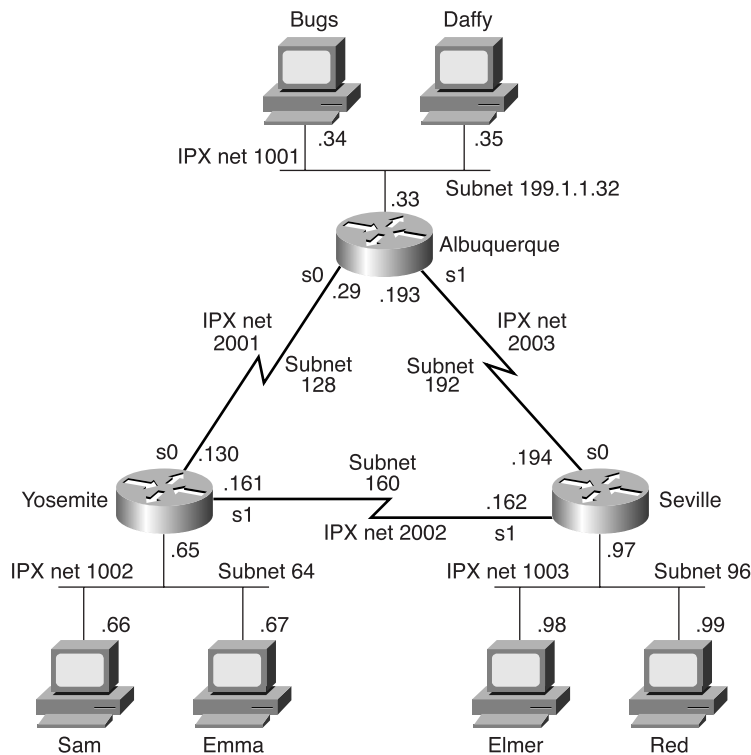 Bugs
Daffy
.34
.35
IPX net 1001
Subnet 199.1.1.32
.33
Albuquerque
s0
s1
.29
.193
IPX net
2001
IPX net
2003
Subnet
128
Subnet
192
s0
.130
.194
s0
Yosemite
.161
s1
Subnet
160
IPX net 2002
.162
s1
Seville
.65
.97
IPX net 1002
Subnet 64
IPX net 1003
Subnet 96
.66
.67
.98
.99
Sam
Emma
Elmer
Red